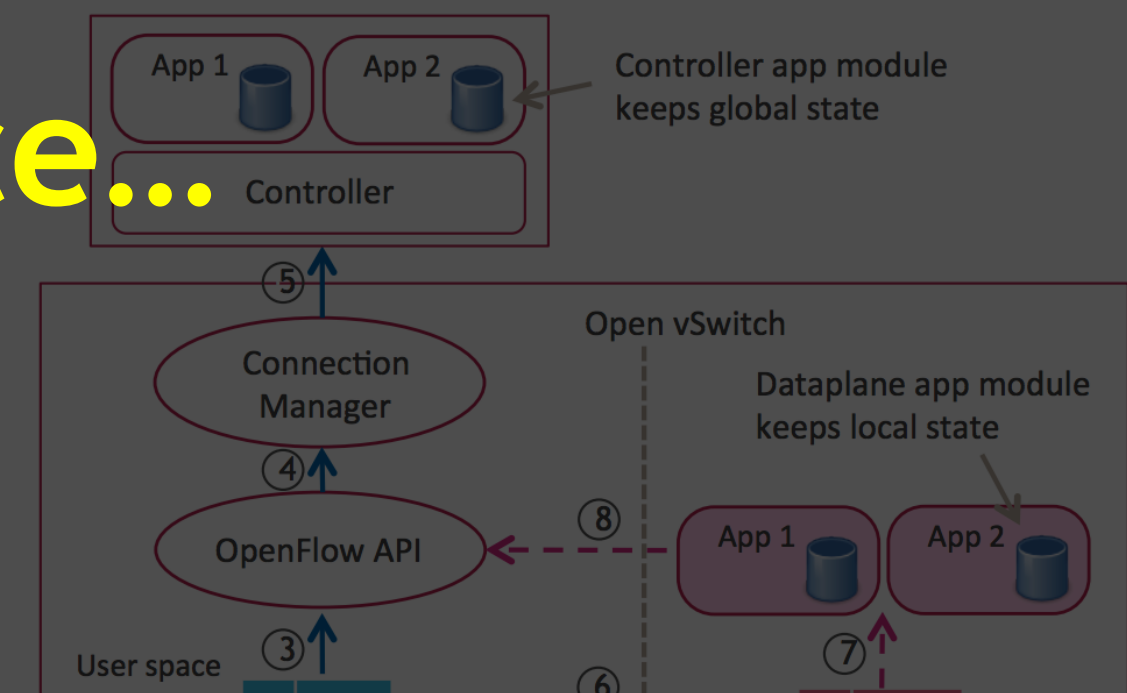 App 1
App 2
Controller app module
keeps global state
Controller
⑤
Open vSwitch
Connection
Manager
Dataplane app module
keeps local state
④
⑧
App 1
App 2
OpenFlow API
③
⑦
User space
⑥